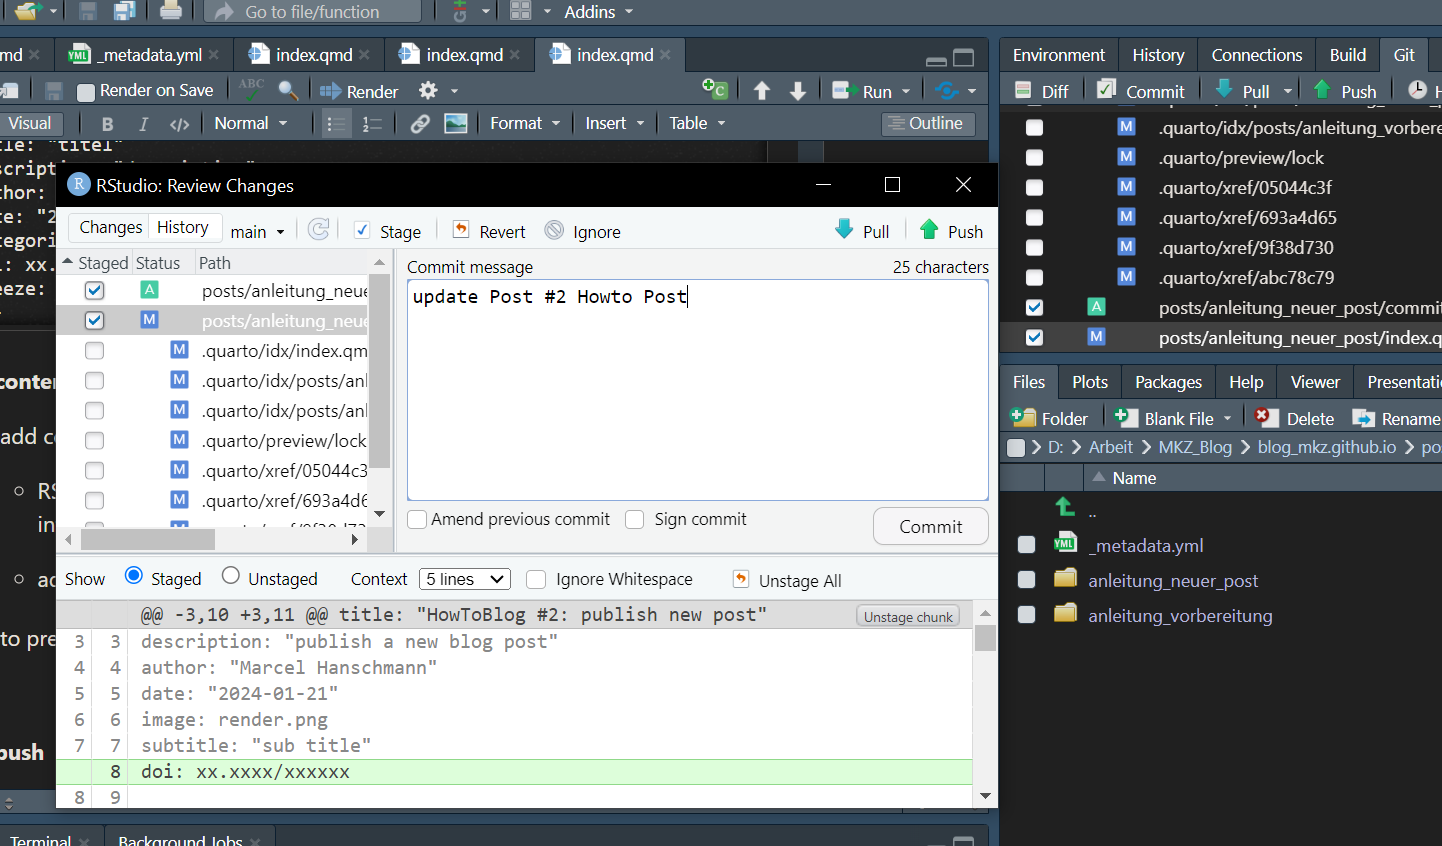 Go to file/function
Addins
md
_metadata.yml
index.qmd
index.qmd
index.qmd
Render on Save
ABC
Render
Run
Visual
B I </> Normal
Format
Insert
Table
Outline
tle: "titel"
script
thor:
te: "2
tegori
i: xx.
eeze:
conte
add c
RS
in
ac
to pre
push
RStudio: Review Changes
Changes History main
Stage
Revert
Ignore
Pull
Push
Staged Status Path
A posts/anleitung_neue
M posts/anleitung_neue
M .quarto/idx/index.qm
M .quarto/idx/posts/anl
M .quarto/idx/posts/anl
M .quarto/preview/lock
M .quarto/xref/05044c3
M .quarto/xref/693a4d6
Commit message
25 characters
update Post #2 Howto Post
Amend previous commit
Sign commit
Commit
Show Staged Unstaged Context 5 lines Ignore Whitespace Unstage All
@@ -3,10 +3,11 @@ title: "HowToBlog #2: publish new post"
Unstage chunk
3 3 description: "publish a new blog post"
4 4 author: "Marcel Hanschmann"
5 5 date: "2024-01-21"
6 6 image: render.png
7 7 subtitle: "sub title"
8 doi: xx.xxxx/xxxxxx
8 9
Terminal
Background Jobs
Environment History Connections Build Git
Diff Commit Pull Push H
M .quarto/idx/posts/anleitung_vorbere
M .quarto/preview/lock
M .quarto/xref/05044c3f
M .quarto/xref/693a4d65
M .quarto/xref/9f38d730
M .quarto/xref/abc78c79
A posts/anleitung_neuer_post/commit
M posts/anleitung_neuer_post/index.q
Files Plots Packages Help Viewer Presentati
Folder Blank File Delete Rename
D: Arbeit MKZ_Blog blog_mkz.github.io po
Name
..
YML _metadata.yml
anleitung_neuer_post
anleitung_vorbereitung